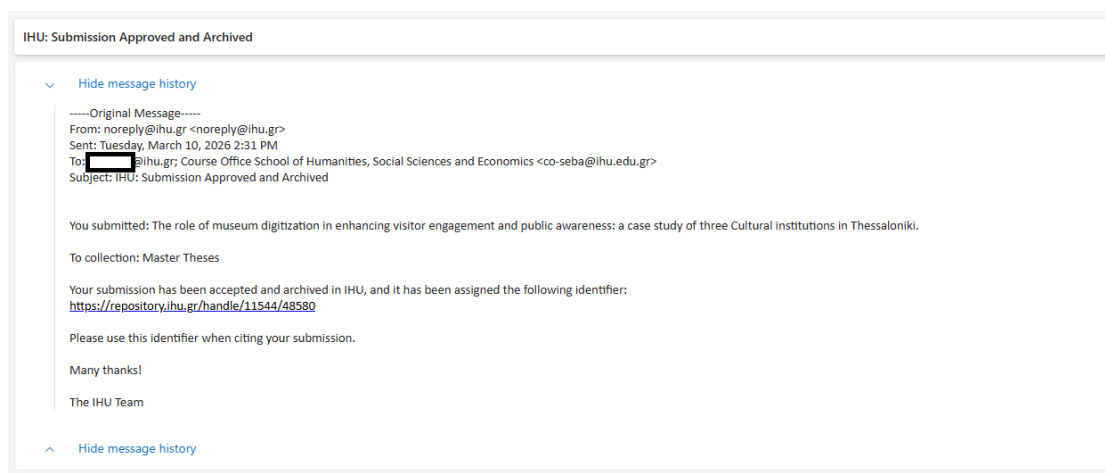 IHU: Submission Approved and Archived
Hide message history
-----Original Message-----
From: noreply@ihu.gr <noreply@ihu.gr>
Sent: Tuesday, March 10, 2026 2:31 PM
To: @ihu.gr; Course Office School of Humanities, Social Sciences and Economics <co-seba@ihu.edu.gr>
Subject: IHU: Submission Approved and Archived
You submitted: The role of museum digitization in enhancing visitor engagement and public awareness: a case study of three Cultural institutions in Thessaloniki.
To collection: Master Theses
Your submission has been accepted and archived in IHU, and it has been assigned the following identifier:
https://repository.ihu.gr/handle/11544/48580
Please use this identifier when citing your submission.
Many thanks!
The IHU Team
Hide message history